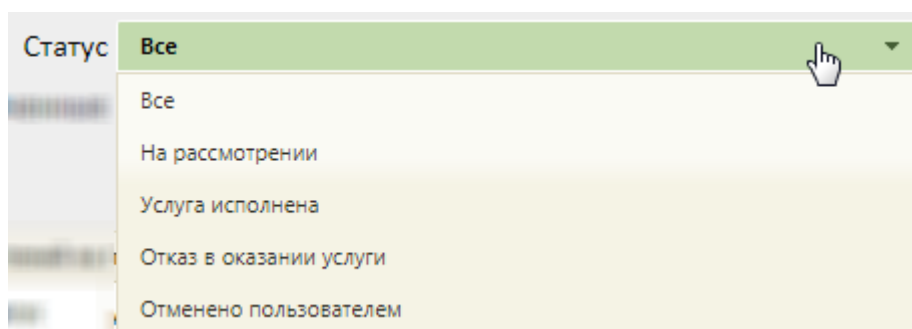 Статус Все
Все
На рассмотрении
Услуга исполнена
Отказ в оказании услуги
Отменено пользователем